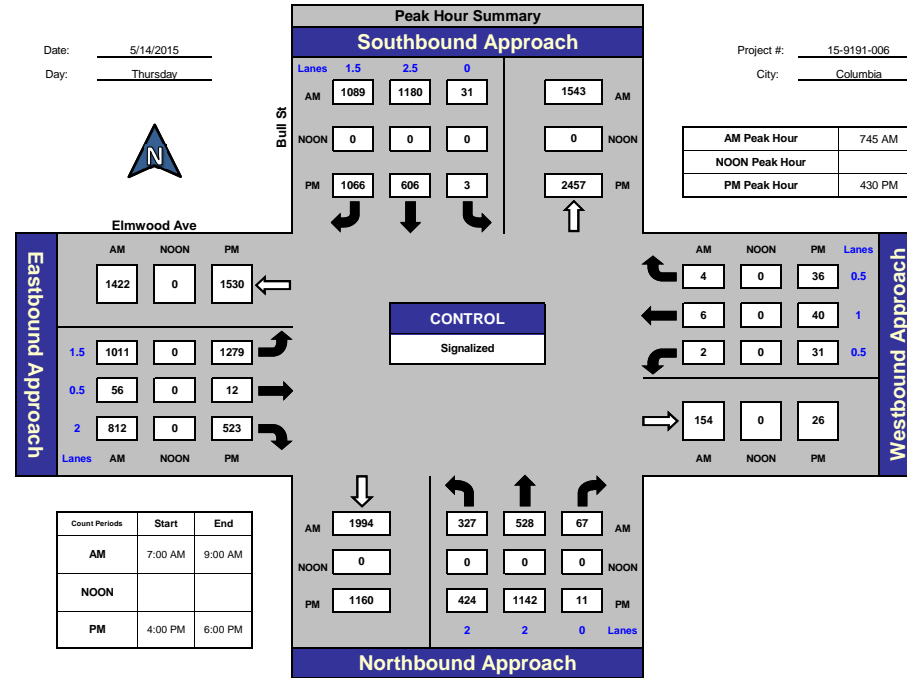 Peak Hour Summary
Southbound Approach
Date: 5/14/2015
Day: Thursday
Project #: 15-9191-006
City: Columbia
N
Bull St
Lanes 1.5 2.5 0
AM 1089 1180 31 1543 AM
NOON 0 0 0 0 NOON
PM 1066 606 3 2457 PM
AM Peak Hour 745 AM
NOON Peak Hour
PM Peak Hour 430 PM
Elmwood Ave
Eastbound Approach
AM NOON PM
1422 0 1530
1.5 1011 0 1279
0.5 56 0 12
2 812 0 523
Lanes AM NOON PM
CONTROL
Signalized
AM NOON PM Lanes
4 0 36 0.5
6 0 40 1
2 0 31 0.5
154 0 26
AM NOON PM
Westbound Approach
Count Periods Start End
AM 7:00 AM 9:00 AM
NOON
PM 4:00 PM 6:00 PM
AM 1994 327 528 67 AM
NOON 0 0 0 0 NOON
PM 1160 424 1142 11 PM
2 2 0 Lanes
Northbound Approach